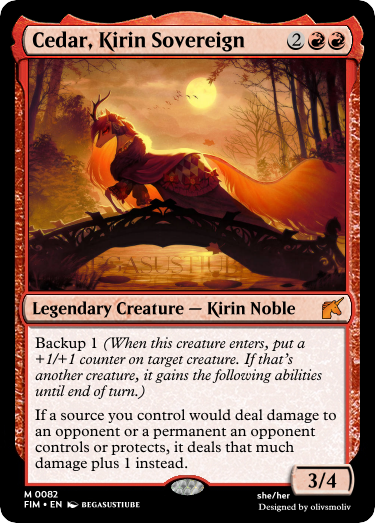 Cedar, Kirin Sovereign 2
BEGASUSTIUBE
Legendary Creature — Kirin Noble
Backup 1 (When this creature enters, put a
+1/+1 counter on target creature. If that's
another creature, it gains the following abilities
until end of turn.)
If a source you control would deal damage to
an opponent or a permanent an opponent
controls or protects, it deals that much
damage plus 1 instead.
3/4
M 0082
FIM • EN BEGASUSTIUBE
she/her
Designed by olivsmoliv